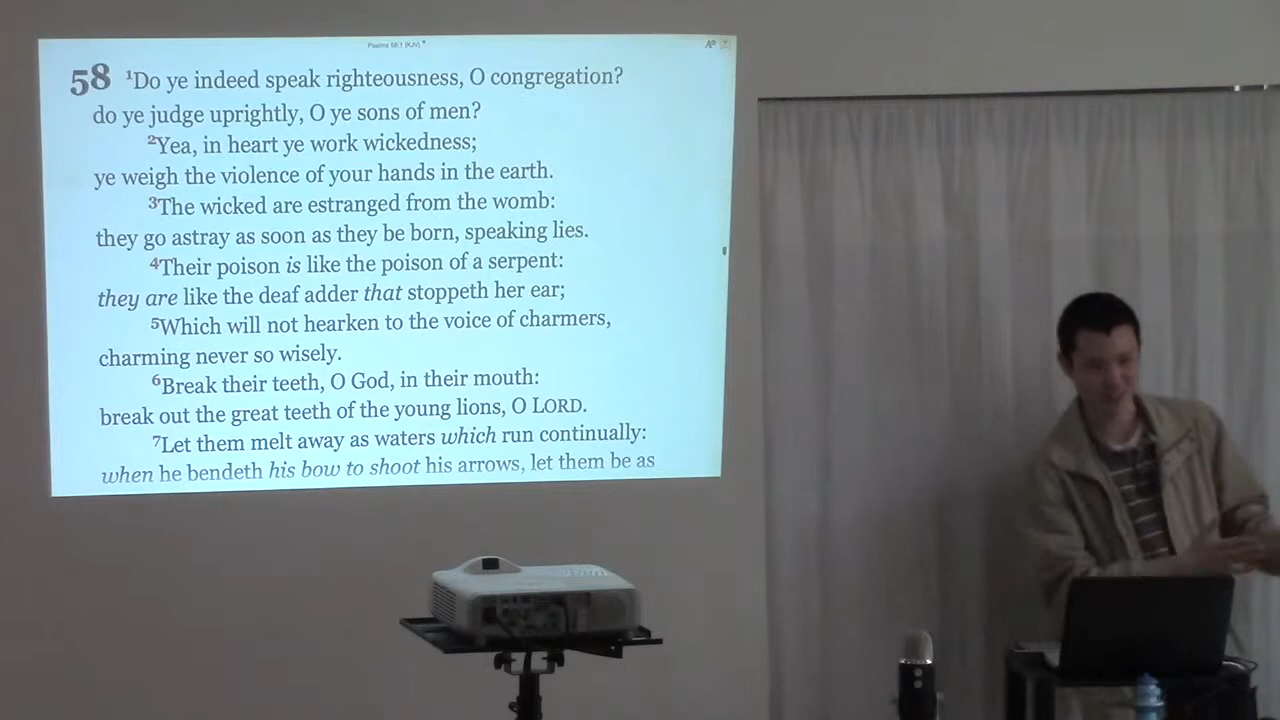 Psalms 58:1 (KJV)
58 1Do ye indeed speak righteousness, O congregation?
do ye judge uprightly, O ye sons of men?
2Yea, in heart ye work wickedness;
ye weigh the violence of your hands in the earth.
3The wicked are estranged from the womb:
they go astray as soon as they be born, speaking lies.
4Their poison is like the poison of a serpent:
they are like the deaf adder that stoppeth her ear;
5Which will not hearken to the voice of charmers,
charming never so wisely.
6Break their teeth, O God, in their mouth:
break out the great teeth of the young lions, O LORD.
7Let them melt away as waters which run continually:
when he bendeth his bow to shoot his arrows, let them be as